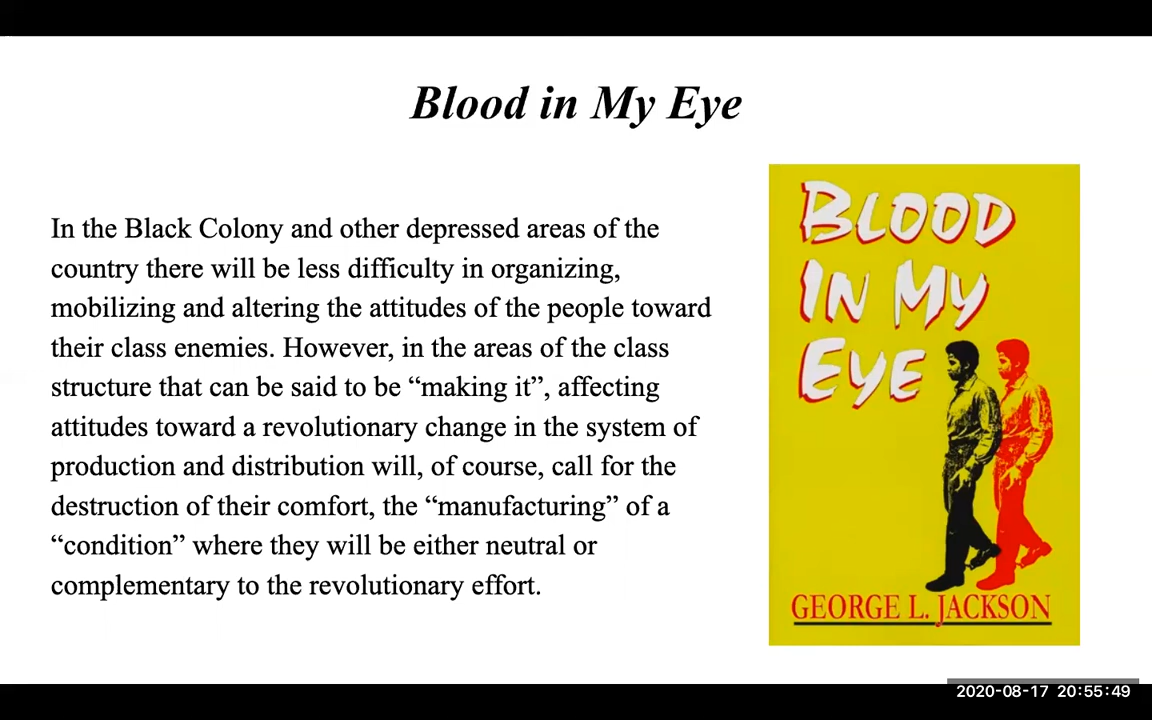 Blood in My Eye
In the Black Colony and other depressed areas of the
country there will be less difficulty in organizing,
mobilizing and altering the attitudes of the people toward
their class enemies. However, in the areas of the class
structure that can be said to be “making it”, affecting
attitudes toward a revolutionary change in the system of
production and distribution will, of course, call for the
destruction of their comfort, the “manufacturing” of a
“condition” where they will be either neutral or
complementary to the revolutionary effort.
BLOOD
IN MY
EYE
GEORGE L. JACKSON
2020-08-17 20:55:49